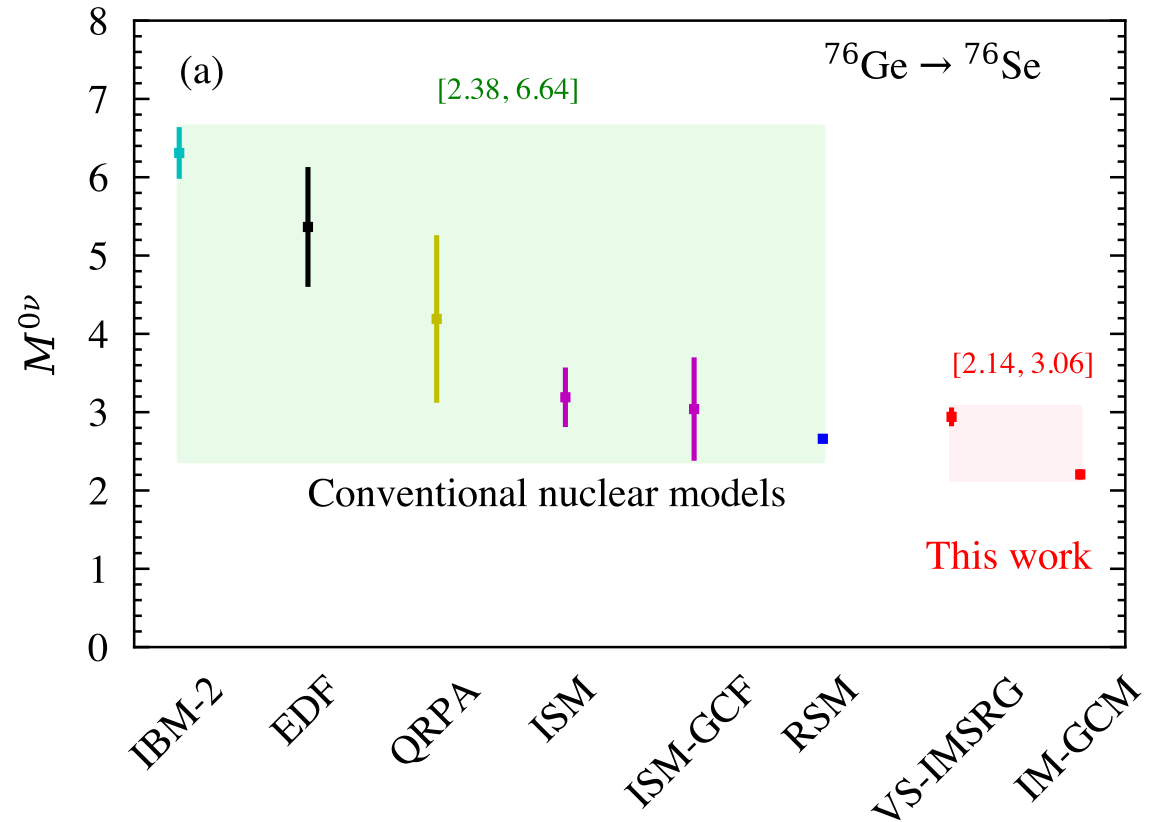 (a)
⁷⁶Ge → ⁷⁶Se
[2.38, 6.64]
[2.14, 3.06]
Conventional nuclear models
This work
M⁰ᵛ
8
7
6
5
4
3
2
1
0
IBM-2
EDF
QRPA
ISM
ISM-GCF
RSM
VS-IMSRG
IM-GCM